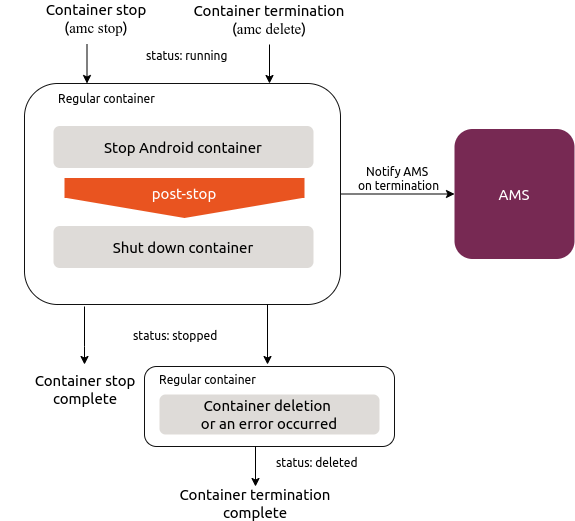 Container stop
(amc stop)
Container termination
(amc delete)
status: running
Regular container
Stop Android container
post-stop
Shut down container
Notify AMS
on termination
AMS
status: stopped
Container stop
complete
Regular container
Container deletion
or an error occurred
status: deleted
Container termination
complete